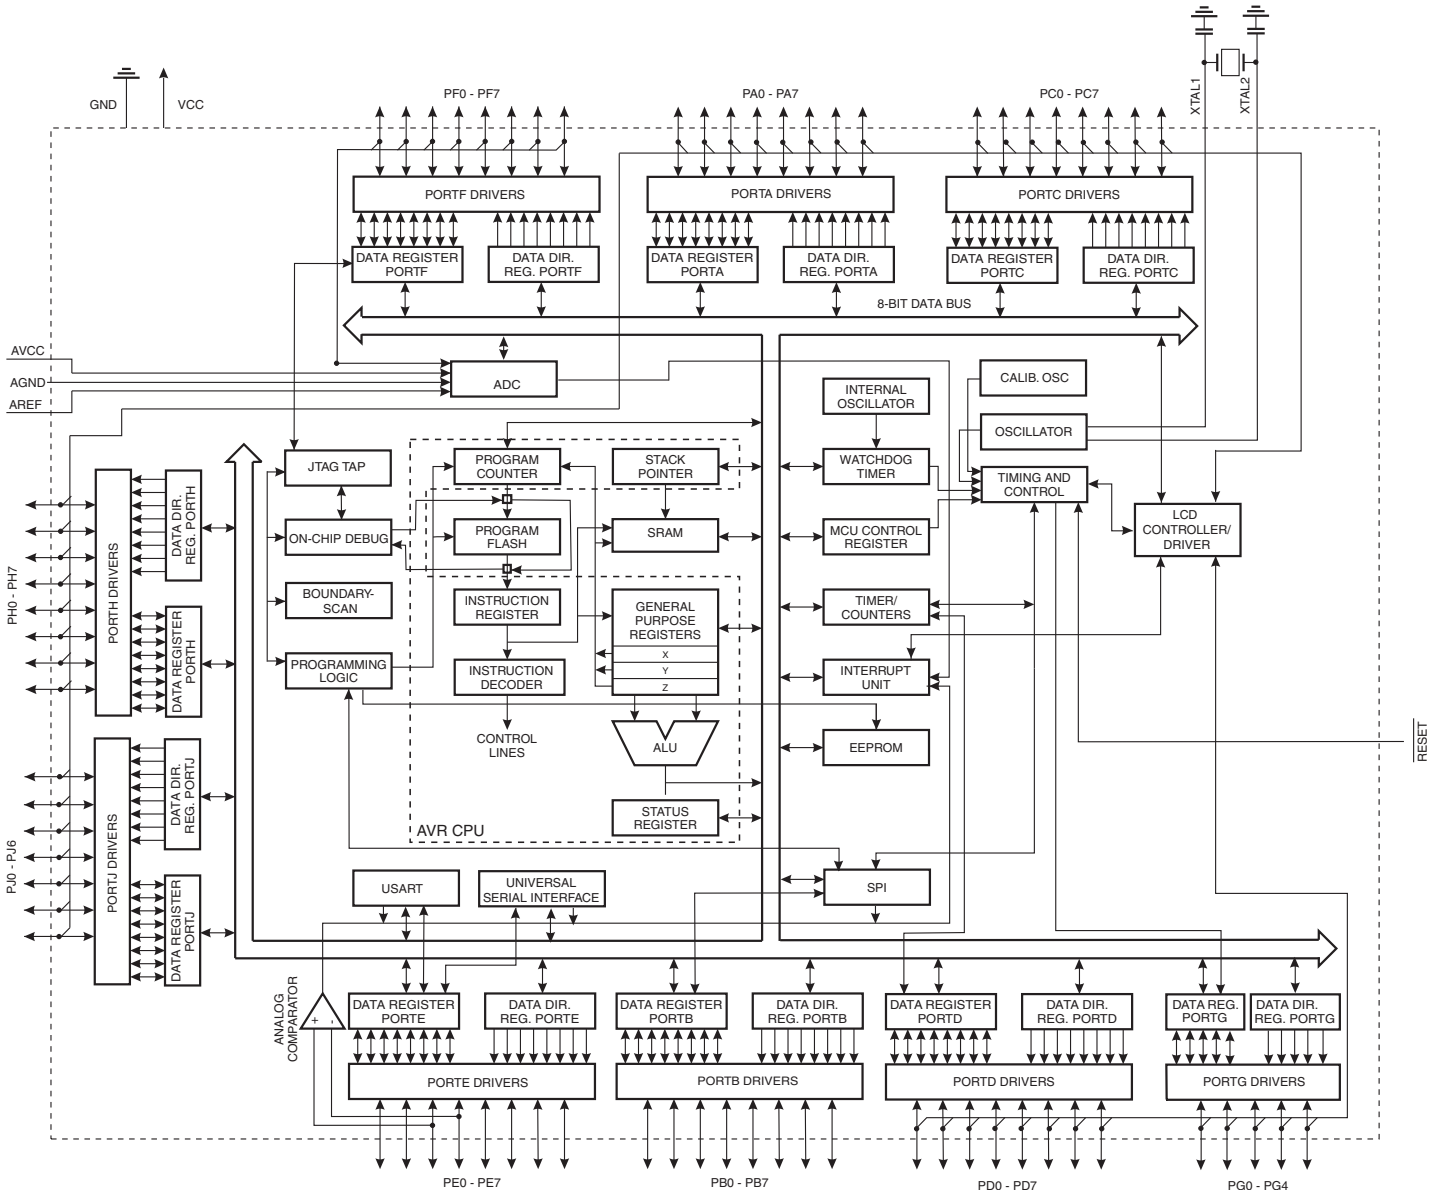 XTAL1
XTAL2
GND
VCC
PF0 - PF7
PA0 - PA7
PC0 - PC7
PORTF DRIVERS
PORTA DRIVERS
PORTC DRIVERS
DATA REGISTER
PORTF
DATA DIR.
REG. PORTF
DATA REGISTER
PORTA
DATA DIR.
REG. PORTA
DATA REGISTER
PORTC
DATA DIR.
REG. PORTC
8-BIT DATA BUS
AVCC
AGND
AREF
ADC
INTERNAL
OSCILLATOR
CALIB. OSC
OSCILLATOR
JTAG TAP
PROGRAM
COUNTER
STACK
POINTER
WATCHDOG
TIMER
TIMING AND
CONTROL
LCD
CONTROLLER/
DRIVER
ON-CHIP DEBUG
PROGRAM
FLASH
SRAM
MCU CONTROL
REGISTER
BOUNDARY-
SCAN
INSTRUCTION
REGISTER
GENERAL
PURPOSE
REGISTERS
X
Y
Z
TIMER/
COUNTERS
PROGRAMMING
LOGIC
INSTRUCTION
DECODER
INTERRUPT
UNIT
CONTROL
LINES
ALU
EEPROM
RESET
STATUS
REGISTER
AVR CPU
PH0 - PH7
PORTH DRIVERS
DATA DIR.
REG. PORTH
DATA REGISTER
PORTH
PJ0 - PJ6
PORTJ DRIVERS
DATA DIR.
REG. PORTJ
DATA REGISTER
PORTJ
USART
UNIVERSAL
SERIAL INTERFACE
SPI
ANALOG
COMPARATOR
+
-
DATA REGISTER
PORTE
DATA DIR.
REG. PORTE
DATA REGISTER
PORTB
DATA DIR.
REG. PORTB
DATA REGISTER
PORTD
DATA DIR.
REG. PORTD
DATA REG.
PORTG
DATA DIR.
REG. PORTG
PORTE DRIVERS
PORTB DRIVERS
PORTD DRIVERS
PORTG DRIVERS
PE0 - PE7
PB0 - PB7
PD0 - PD7
PG0 - PG4